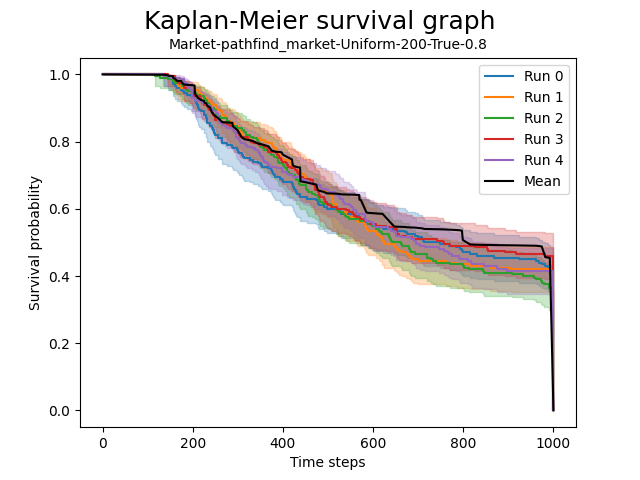 Kaplan-Meier survival graph
Market-pathfind_market-Uniform-200-True-0.8
Survival probability
1.0
0.8
0.6
0.4
0.2
0.0
Run 0
Run 1
Run 2
Run 3
Run 4
Mean
0 200 400 600 800 1000
Time steps